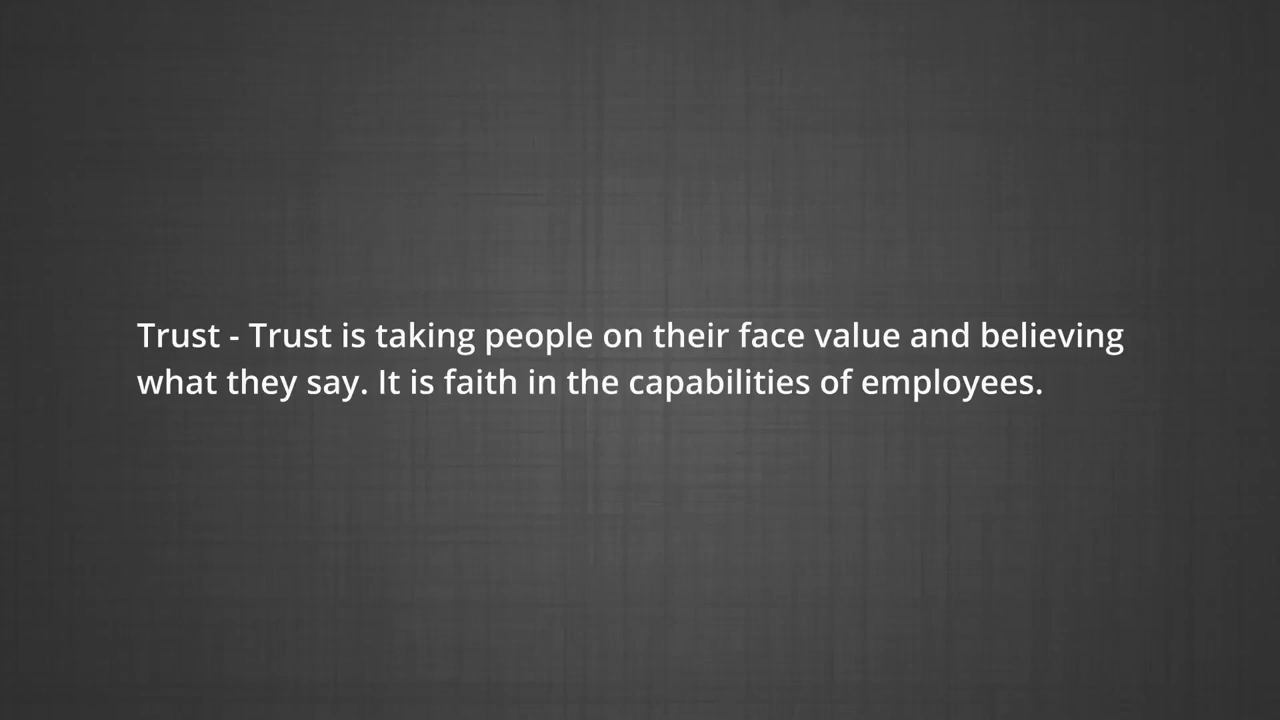 Trust - Trust is taking people on their face value and believing
what they say. It is faith in the capabilities of employees.